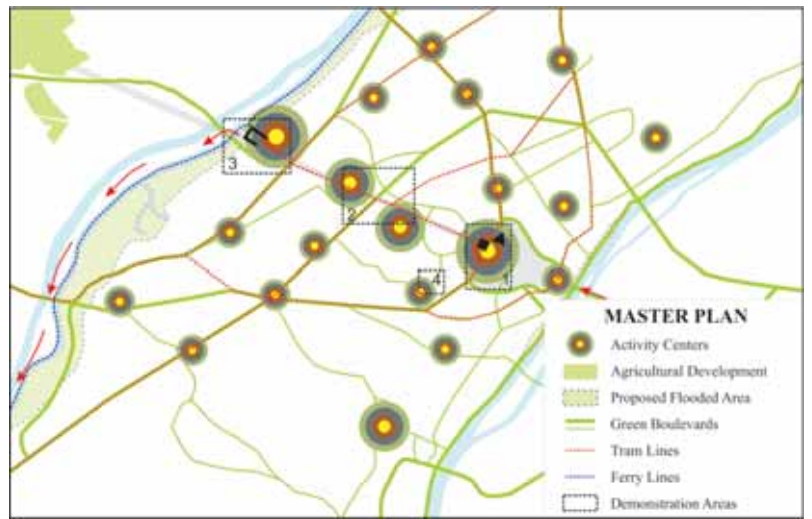 3
2
4
MASTER PLAN
Activity Centers
Agricultural Development
Proposed Flooded Area
Green Boulevards
Tram Lines
Ferry Lines
Demonstration Areas